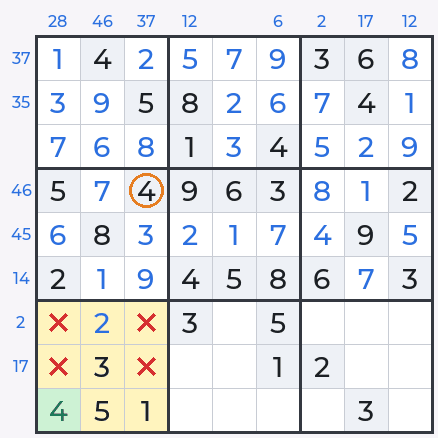 28 46 37 12 6 2 17 12
37 1 4 2 5 7 9 3 6 8
35 3 9 5 8 2 6 7 4 1
7 6 8 1 3 4 5 2 9
46 5 7 4 9 6 3 8 1 2
45 6 8 3 2 1 7 4 9 5
14 2 1 9 4 5 8 6 7 3
2 2 3 5
17 3 1 2
4 5 1 3